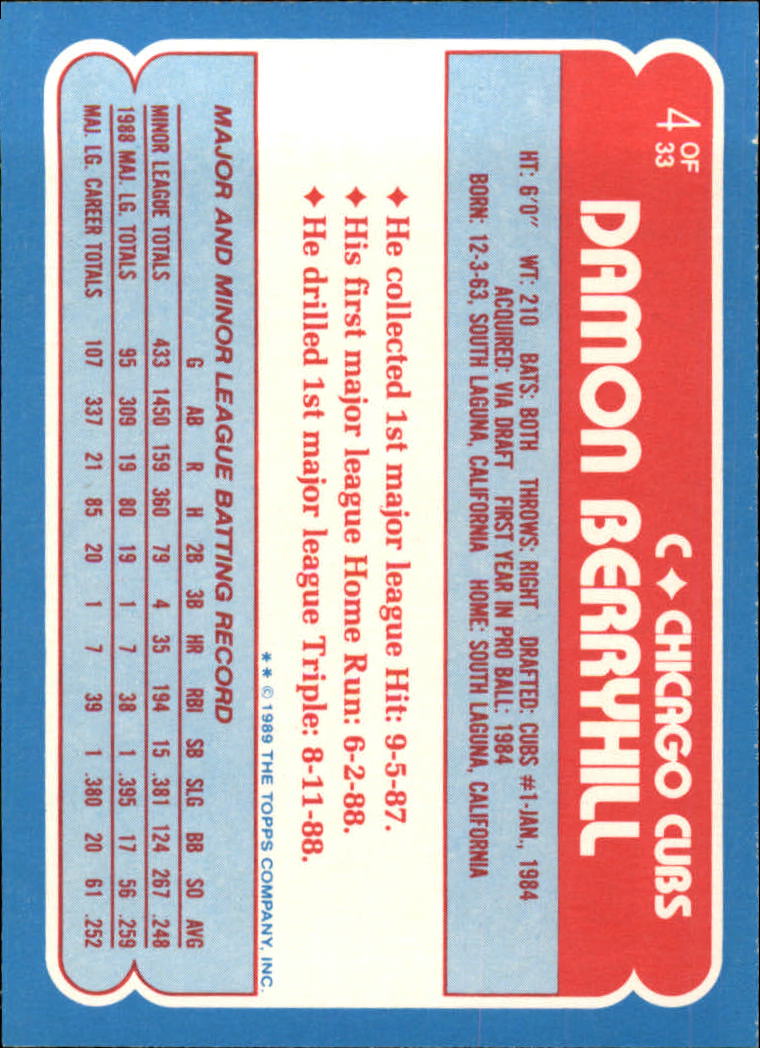 4 OF 33
C ♦ CHICAGO CUBS
DAMON BERRYHILL
HT: 6'0" WT: 210 BATS: BOTH THROWS: RIGHT DRAFTED: CUBS #1-JAN., 1984
ACQUIRED: VIA DRAFT FIRST YEAR IN PRO BALL: 1984
BORN: 12-3-63, SOUTH LAGUNA, CALIFORNIA HOME: SOUTH LAGUNA, CALIFORNIA
♦ He collected 1st major league Hit: 9-5-87.
♦ His first major league Home Run: 6-2-88.
♦ He drilled 1st major league Triple: 8-11-88.
** © 1989 THE TOPPS COMPANY, INC.
MAJOR AND MINOR LEAGUE BATTING RECORD
G AB R H 2B 3B HR RBI SB SLG BB SO AVG
MINOR LEAGUE TOTALS 433 1450 159 360 79 4 35 194 15 .381 124 267 .248
1988 MAJ. LG. TOTALS 95 309 19 80 19 1 7 38 1 .395 17 56 .259
MAJ. LG. CAREER TOTALS 107 337 21 85 20 1 7 39 1 .380 20 61 .252